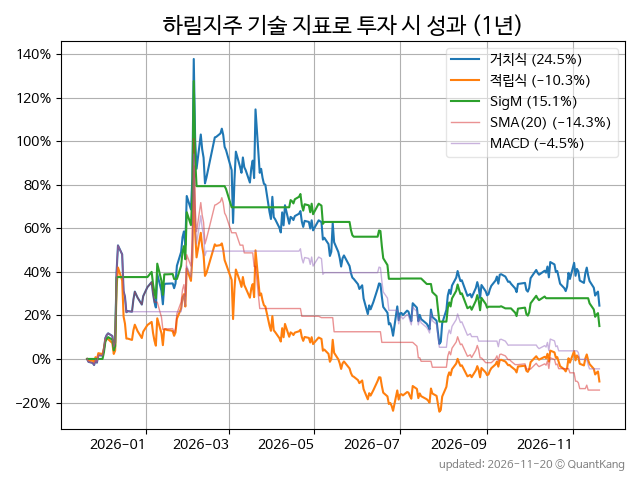 하림지주 기술 지표로 투자 시 성과 (1년)
140%
120%
100%
80%
60%
40%
20%
0%
−20%
거치식 (24.5%)
적립식 (−10.3%)
SigM (15.1%)
SMA(20) (−14.3%)
MACD (−4.5%)
2026-01
2026-03
2026-05
2026-07
2026-09
2026-11
updated: 2026-11-20 © QuantKang